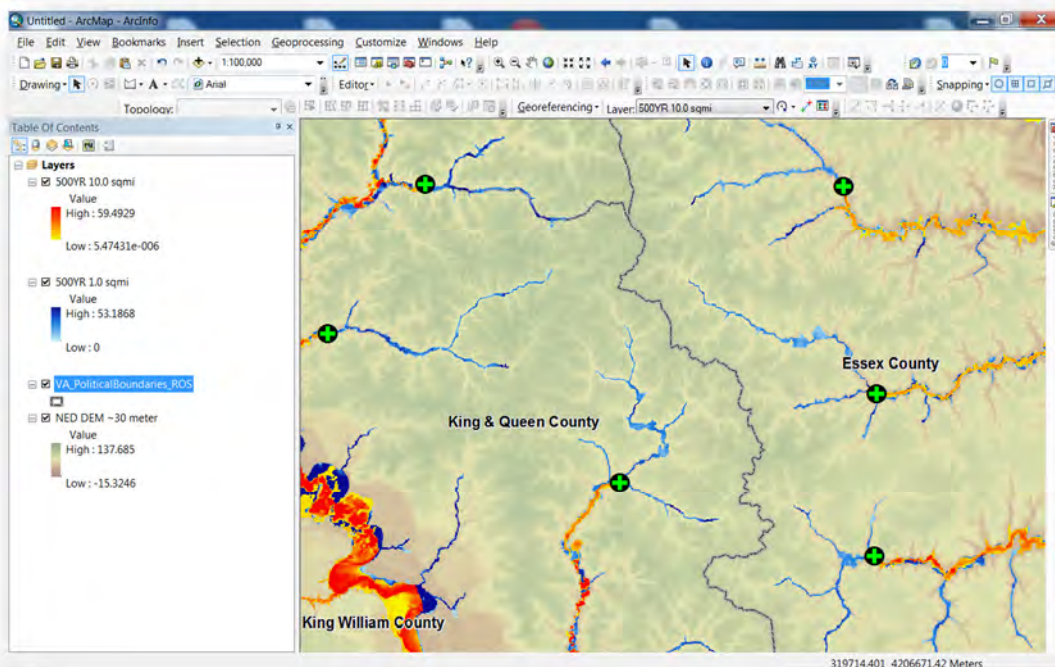 Untitled - ArcMap - ArcInfo
File Edit View Bookmarks Insert Selection Geoprocessing Customize Windows Help
1:100,000
Drawing Arial Editor Snapping
Topology: Georeferencing Layer: 500YR 10.0 sqmi
Table Of Contents
Layers
500YR 10.0 sqmi
Value
High : 59.4929
Low : 5.47431e-006
500YR 1.0 sqmi
Value
High : 53.1868
Low : 0
VA_PoliticalBoundaries_ROS
NED DEM ~30 meter
Value
High : 137.685
Low : -15.3246
Essex County
King & Queen County
King William County
319714.401 4206671.42 Meters